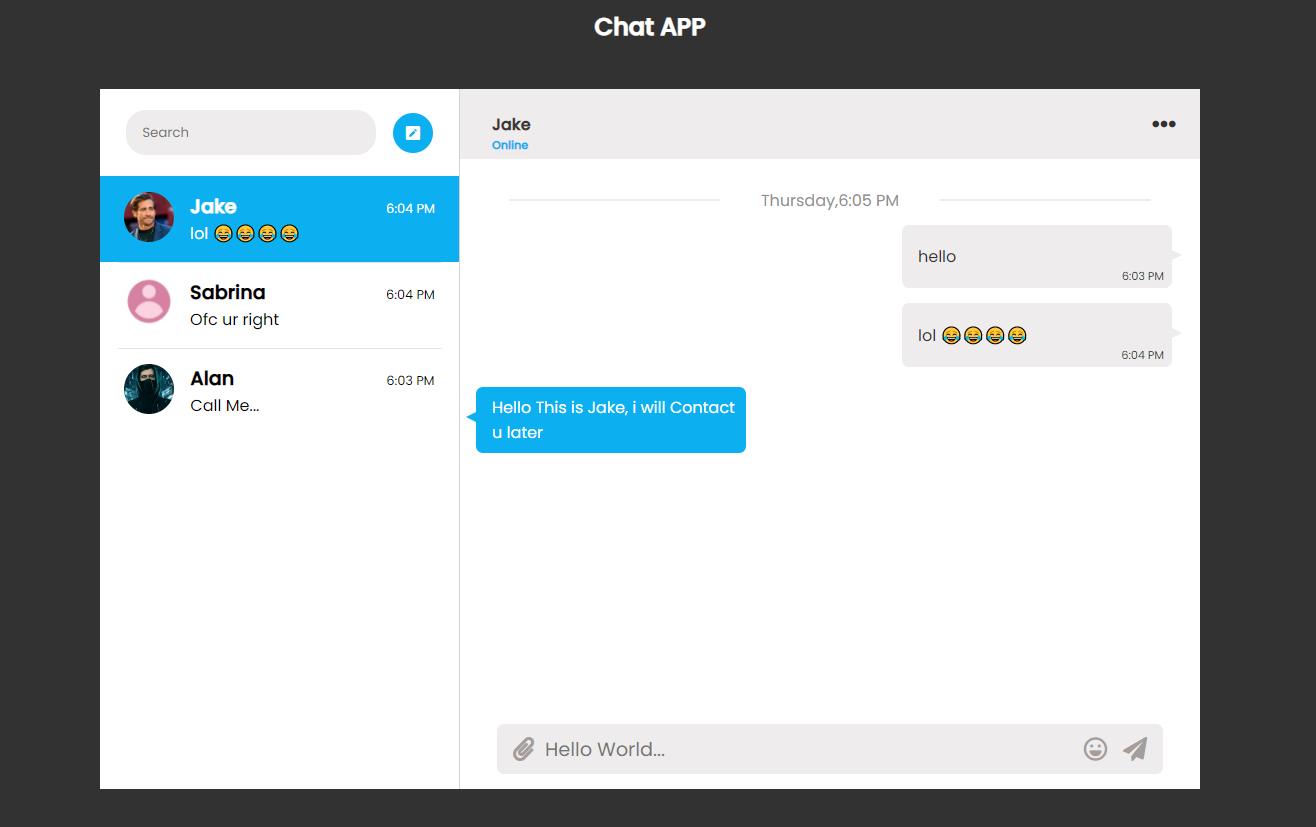 Chat APP
Search
Jake
6:04 PM
lol 😂😂😂😂
Sabrina
6:04 PM
Ofc ur right
Alan
6:03 PM
Call Me...
Jake
Online
Thursday,6:05 PM
hello
6:03 PM
lol 😂😂😂😂
6:04 PM
Hello This is Jake, i will Contact
u later
Hello World...